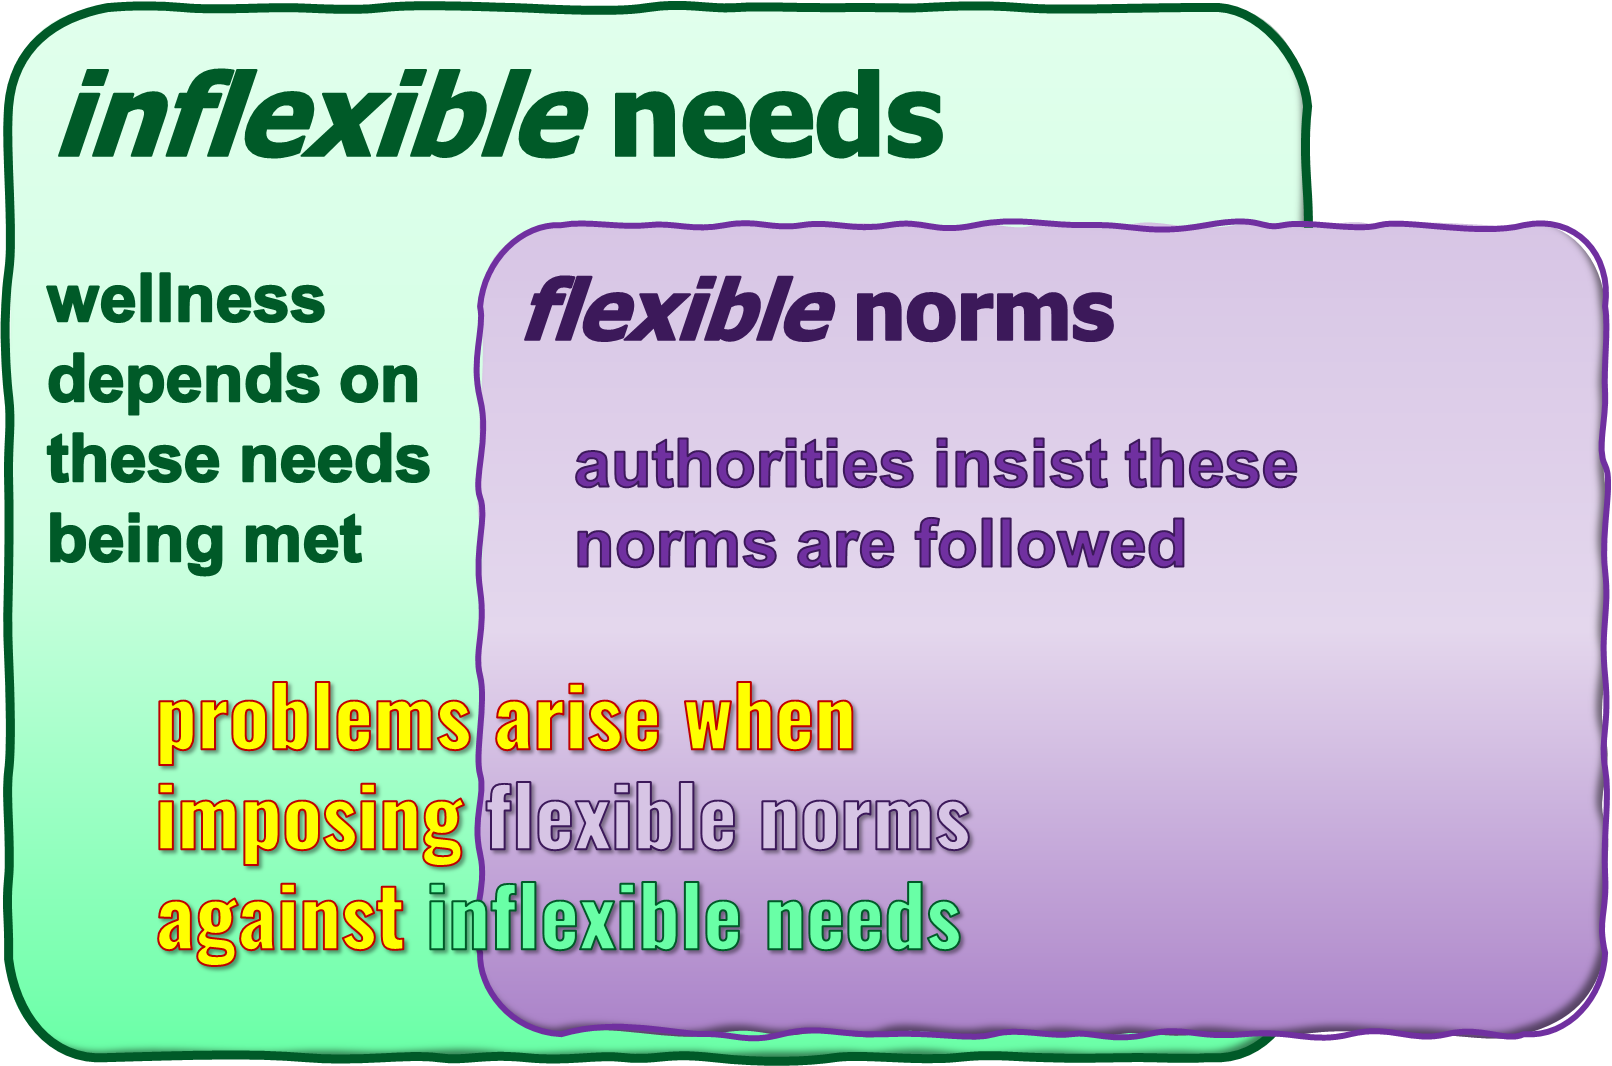 inflexible needs
wellness
depends on
these needs
being met
flexible norms
authorities insist these
norms are followed
problems arise when
imposing flexible norms
against inflexible needs